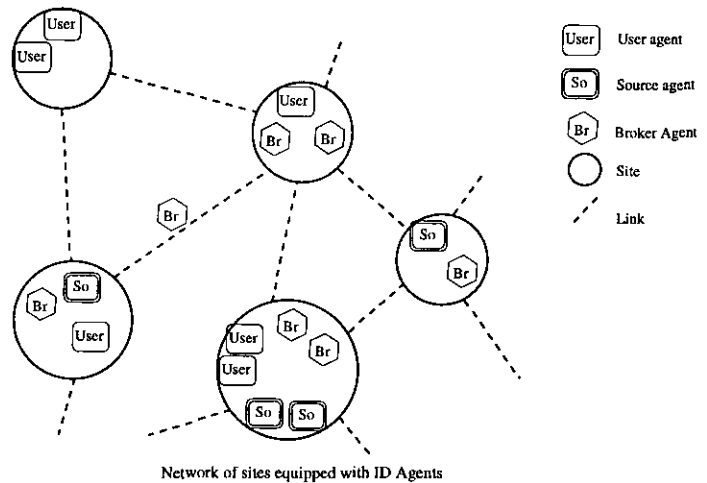 User
User
User
Br
Br
Br
So
Br
Br
So
User
User
User
Br
Br
So
So
User
User agent
So
Source agent
Br
Broker Agent
Site
Link
Network of sites equipped with ID Agents